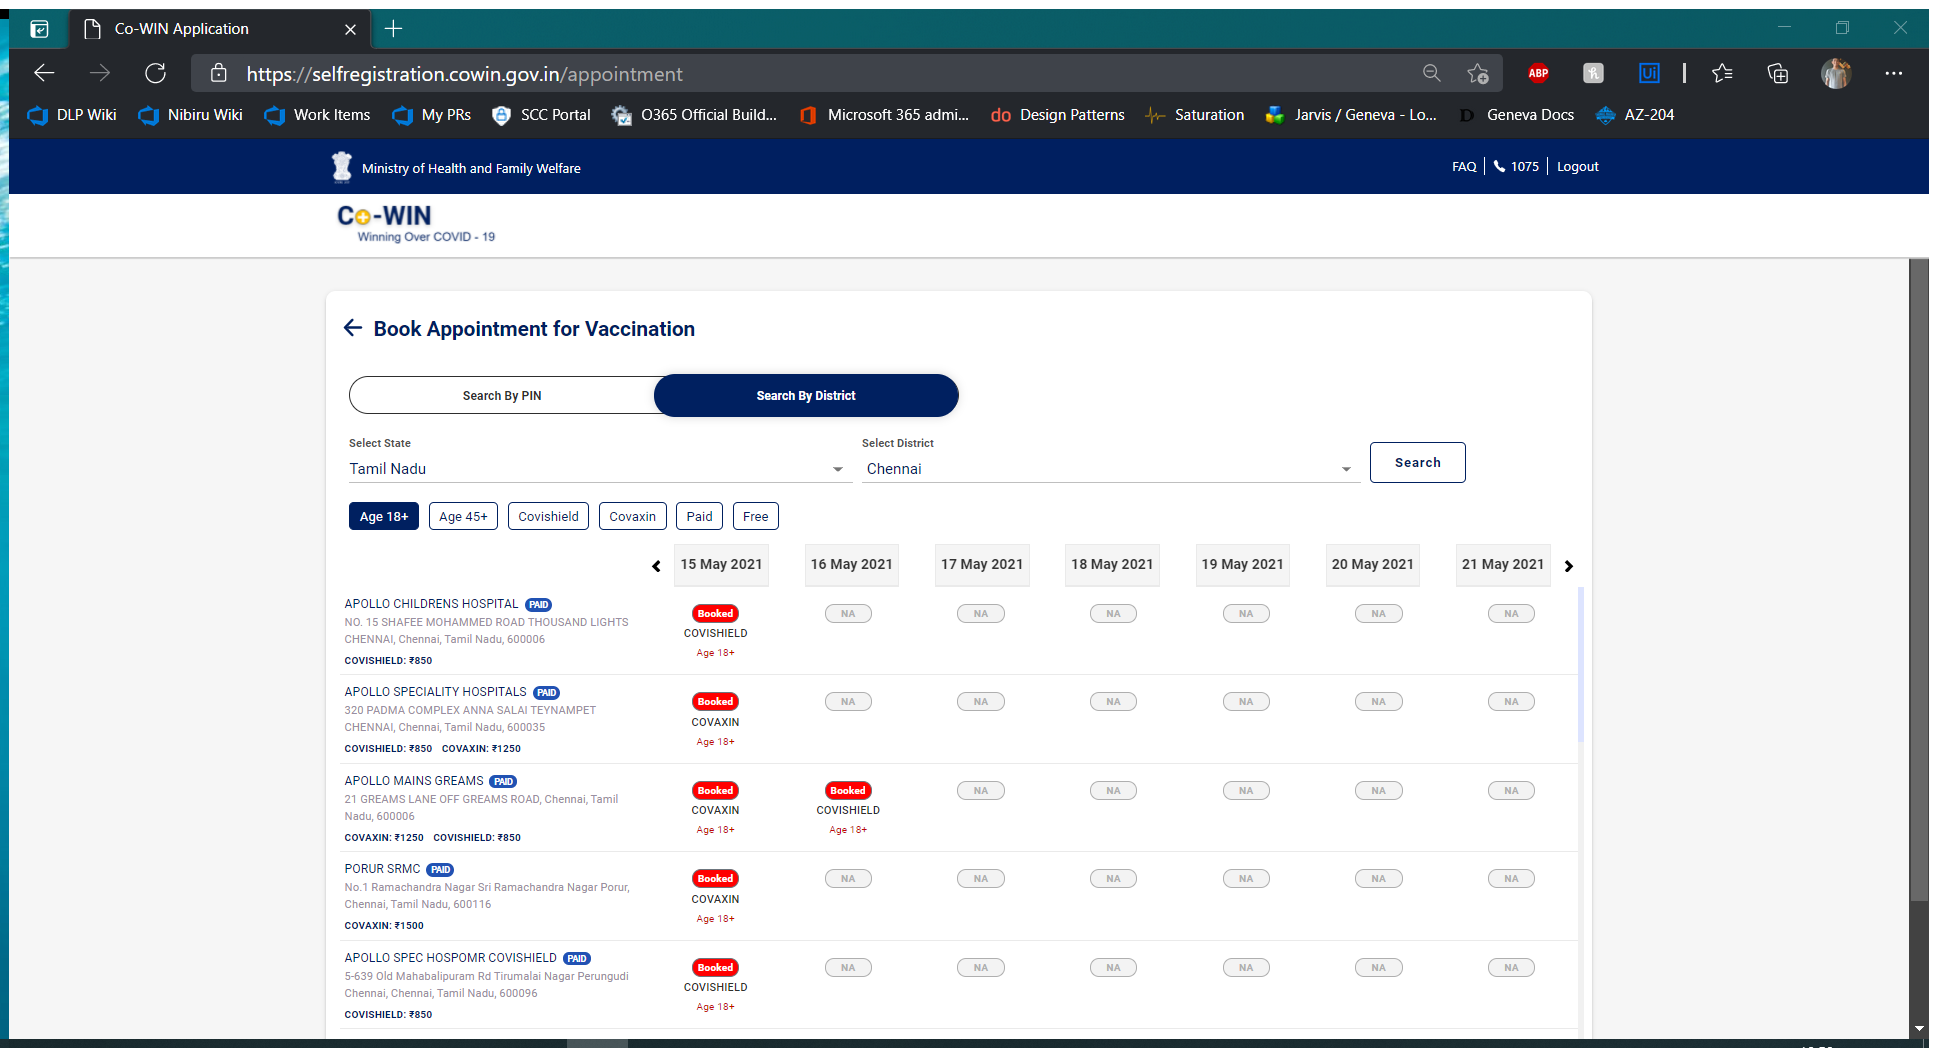 Co-WIN Application
https://selfregistration.cowin.gov.in/appointment
ABP
Ui
DLP Wiki
Nibiru Wiki
Work Items
My PRs
SCC Portal
O365 Official Build...
Microsoft 365 admi...
do Design Patterns
Saturation
Jarvis / Geneva - Lo...
D Geneva Docs
AZ-204
Ministry of Health and Family Welfare
FAQ
1075
Logout
Co-WIN
Winning Over COVID - 19
Book Appointment for Vaccination
Search By PIN
Search By District
Select State
Select District
Tamil Nadu
Chennai
Search
Age 18+
Age 45+
Covishield
Covaxin
Paid
Free
15 May 2021
16 May 2021
17 May 2021
18 May 2021
19 May 2021
20 May 2021
21 May 2021
APOLLO CHILDRENS HOSPITAL PAID
NO. 15 SHAFEE MOHAMMED ROAD THOUSAND LIGHTS
CHENNAI, Chennai, Tamil Nadu, 600006
COVISHIELD: ₹850
Booked
COVISHIELD
Age 18+
NA
NA
NA
NA
NA
NA
APOLLO SPECIALITY HOSPITALS PAID
320 PADMA COMPLEX ANNA SALAI TEYNAMPET
CHENNAI, Chennai, Tamil Nadu, 600035
COVISHIELD: ₹850 COVAXIN: ₹1250
Booked
COVAXIN
Age 18+
NA
NA
NA
NA
NA
NA
APOLLO MAINS GREAMS PAID
21 GREAMS LANE OFF GREAMS ROAD, Chennai, Tamil
Nadu, 600006
COVAXIN: ₹1250 COVISHIELD: ₹850
Booked
COVAXIN
Age 18+
Booked
COVISHIELD
Age 18+
NA
NA
NA
NA
NA
PORUR SRMC PAID
No.1 Ramachandra Nagar Sri Ramachandra Nagar Porur,
Chennai, Tamil Nadu, 600116
COVAXIN: ₹1500
Booked
COVAXIN
Age 18+
NA
NA
NA
NA
NA
NA
APOLLO SPEC HOSPOMR COVISHIELD PAID
5-639 Old Mahabalipuram Rd Tirumalai Nagar Perungudi
Chennai, Chennai, Tamil Nadu, 600096
COVISHIELD: ₹850
Booked
COVISHIELD
Age 18+
NA
NA
NA
NA
NA
NA